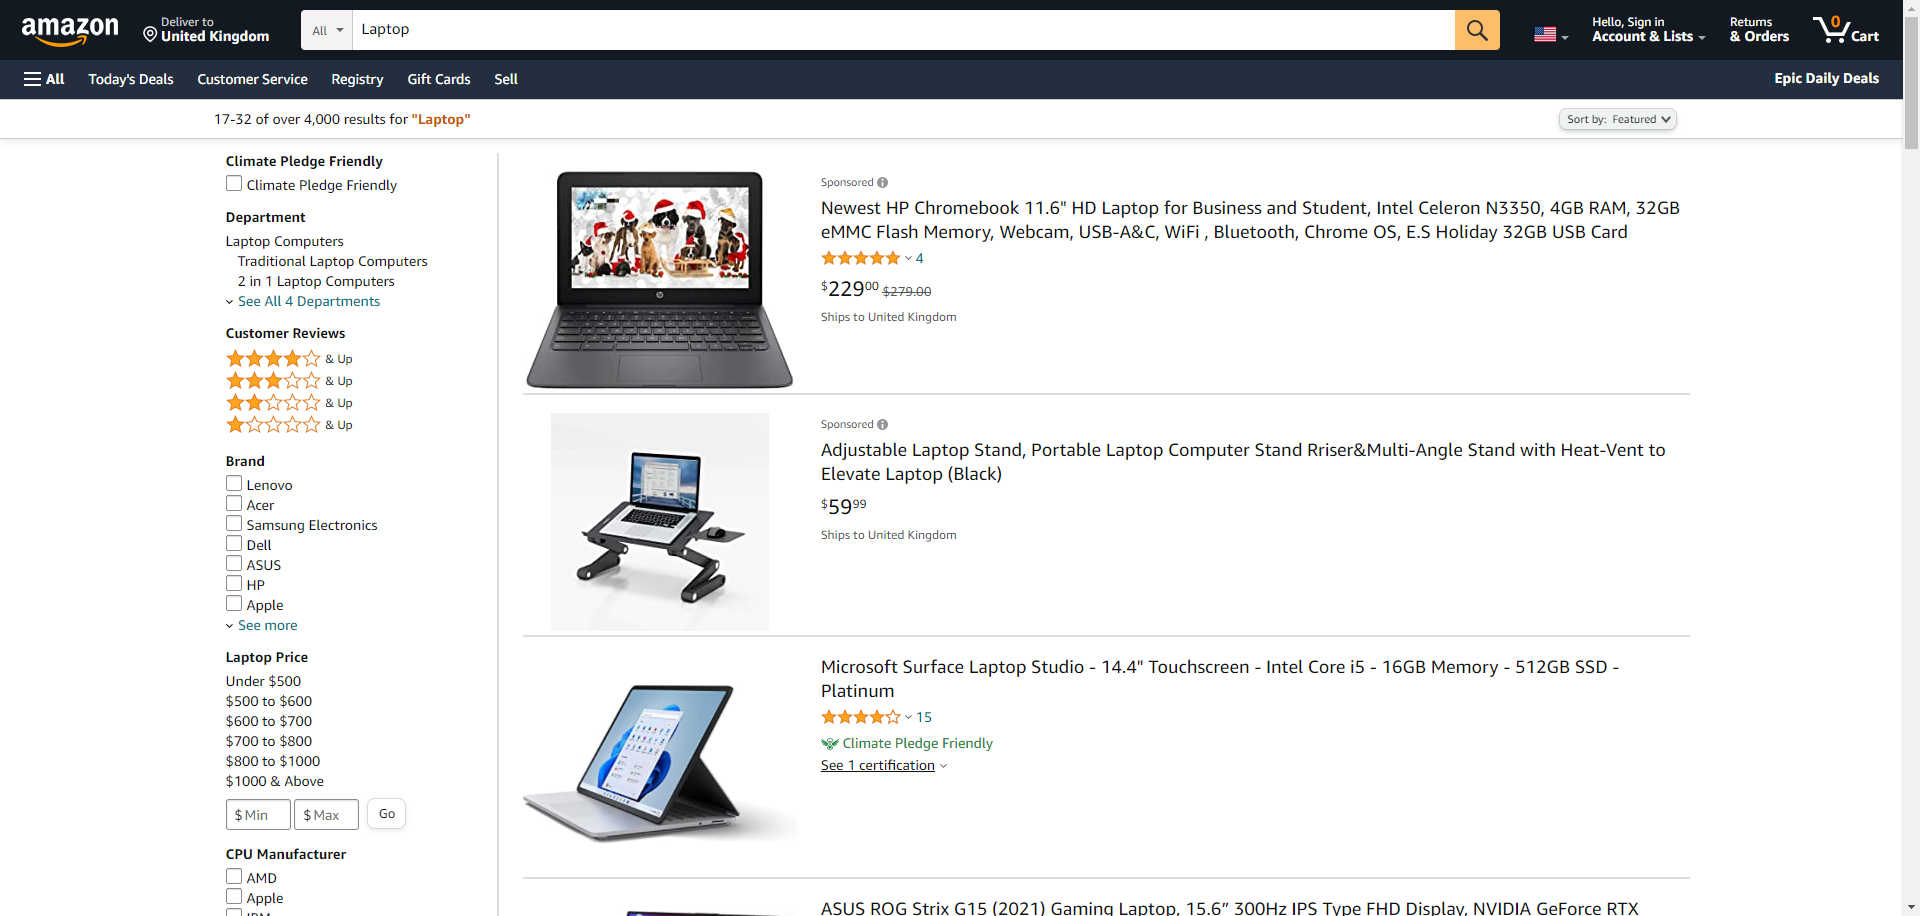 amazon
Deliver to
United Kingdom
All
Laptop
Hello, Sign in
Account & Lists
Returns
& Orders
0
Cart
All
Today's Deals
Customer Service
Registry
Gift Cards
Sell
Epic Daily Deals
17-32 of over 4,000 results for "Laptop"
Sort by: Featured
Climate Pledge Friendly
Climate Pledge Friendly
Department
Laptop Computers
Traditional Laptop Computers
2 in 1 Laptop Computers
See All 4 Departments
Customer Reviews
& Up
& Up
& Up
& Up
Brand
Lenovo
Acer
Samsung Electronics
Dell
ASUS
HP
Apple
See more
Laptop Price
Under $500
$500 to $600
$600 to $700
$700 to $800
$800 to $1000
$1000 & Above
$ Min
$ Max
Go
CPU Manufacturer
AMD
Apple
IBM
Sponsored
Newest HP Chromebook 11.6" HD Laptop for Business and Student, Intel Celeron N3350, 4GB RAM, 32GB
eMMC Flash Memory, Webcam, USB-A&C, WiFi , Bluetooth, Chrome OS, E.S Holiday 32GB USB Card
4
$229.00 $279.00
Ships to United Kingdom
Sponsored
Adjustable Laptop Stand, Portable Laptop Computer Stand Rriser&Multi-Angle Stand with Heat-Vent to
Elevate Laptop (Black)
$59.99
Ships to United Kingdom
Microsoft Surface Laptop Studio - 14.4" Touchscreen - Intel Core i5 - 16GB Memory - 512GB SSD -
Platinum
15
Climate Pledge Friendly
See 1 certification
ASUS ROG Strix G15 (2021) Gaming Laptop, 15.6” 300Hz IPS Type FHD Display, NVIDIA GeForce RTX